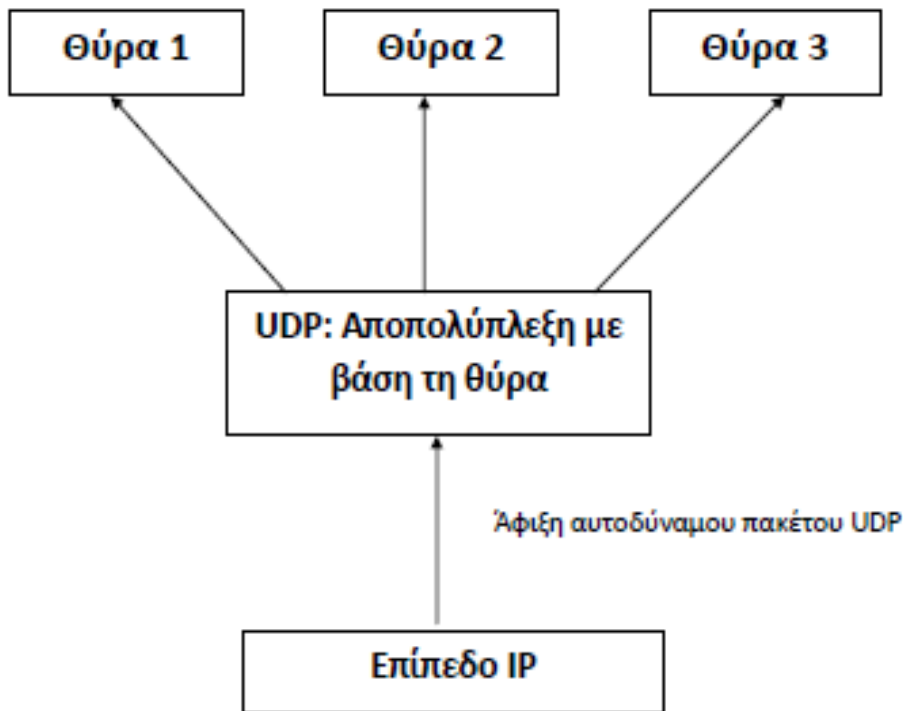 Θύρα 1
Θύρα 2
Θύρα 3
UDP: Αποπολύπλεξη με
βάση τη θύρα
Άφιξη αυτοδύναμου πακέτου UDP
Επίπεδο IP